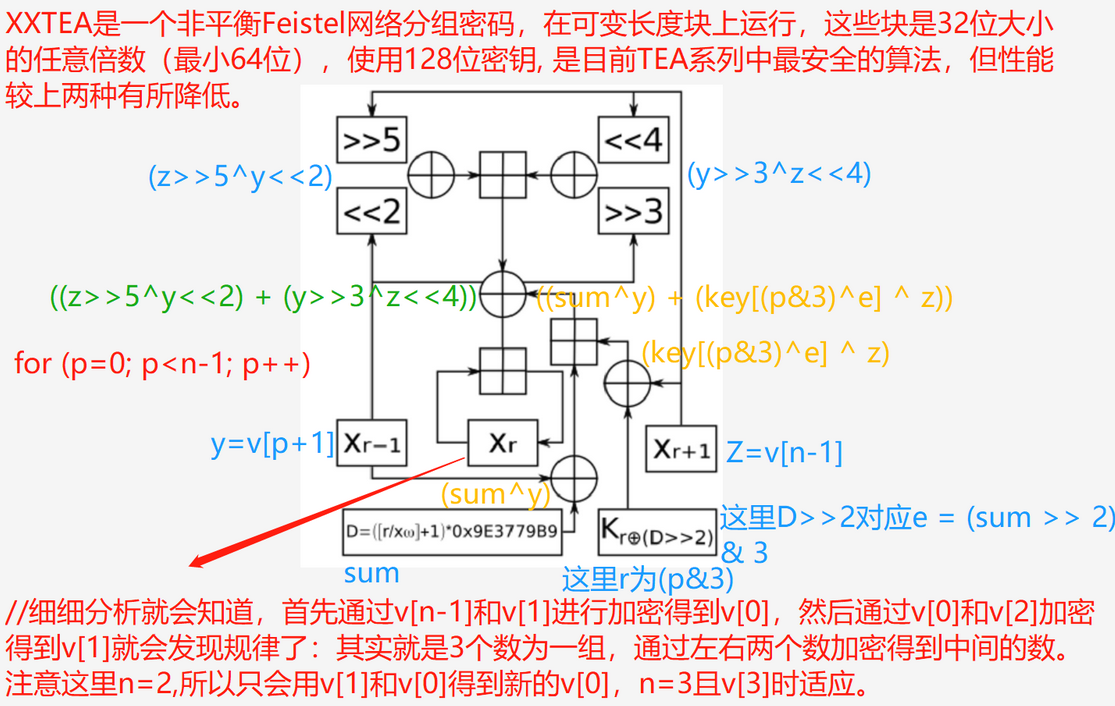 XXTEA是一个非平衡Feistel网络分组密码，在可变长度块上运行，这些块是32位大小
的任意倍数（最小64位），使用128位密钥, 是目前TEA系列中最安全的算法，但性能
较上两种有所降低。
>>5
<<4
(z>>5^y<<2)
(y>>3^z<<4)
<<2
>>3
((z>>5^y<<2) + (y>>3^z<<4))
((sum^y) + (key[(p&3)^e] ^ z))
for (p=0; p<n-1; p++)
(key[(p&3)^e] ^ z)
y=v[p+1]
Xr−1
Xr
Xr+1
Z=v[n-1]
(sum^y)
D=([r/xω]+1)*0x9E3779B9
Kr⊕(D>>2)
这里D>>2对应e = (sum >> 2)
& 3
sum
这里r为(p&3)
//细细分析就会知道，首先通过v[n-1]和v[1]进行加密得到v[0]，然后通过v[0]和v[2]加密
得到v[1]就会发现规律了：其实就是3个数为一组，通过左右两个数加密得到中间的数。
注意这里n=2,所以只会用v[1]和v[0]得到新的v[0]，n=3且v[3]时适应。